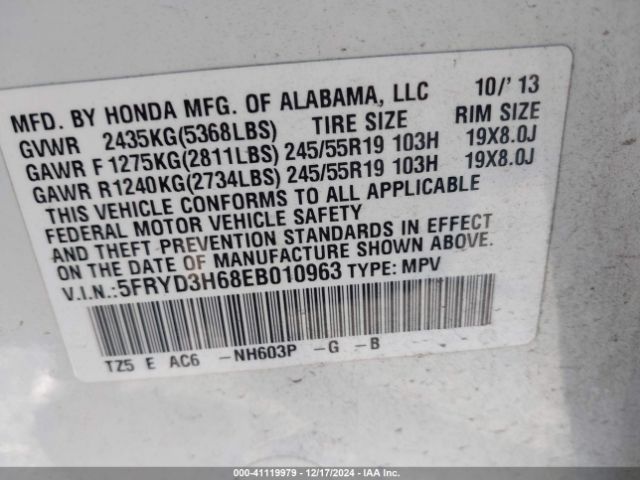 MFD. BY HONDA MFG. OF ALABAMA, LLC 10/' 13
GVWR 2435KG(5368LBS) TIRE SIZE RIM SIZE
GAWR F1275KG(2811LBS) 245/55R19 103H 19X8.0J
GAWR R1240KG(2734LBS) 245/55R19 103H 19X8.0J
THIS VEHICLE CONFORMS TO ALL APPLICABLE
FEDERAL MOTOR VEHICLE SAFETY
AND THEFT PREVENTION STANDARDS IN EFFECT
ON THE DATE OF MANUFACTURE SHOWN ABOVE.
V.I.N.:5FRYD3H68EB010963 TYPE: MPV
TZ5 E AC6 -NH603P -G -B
000-41119979 / 12/17/2024 - IAAI.COM